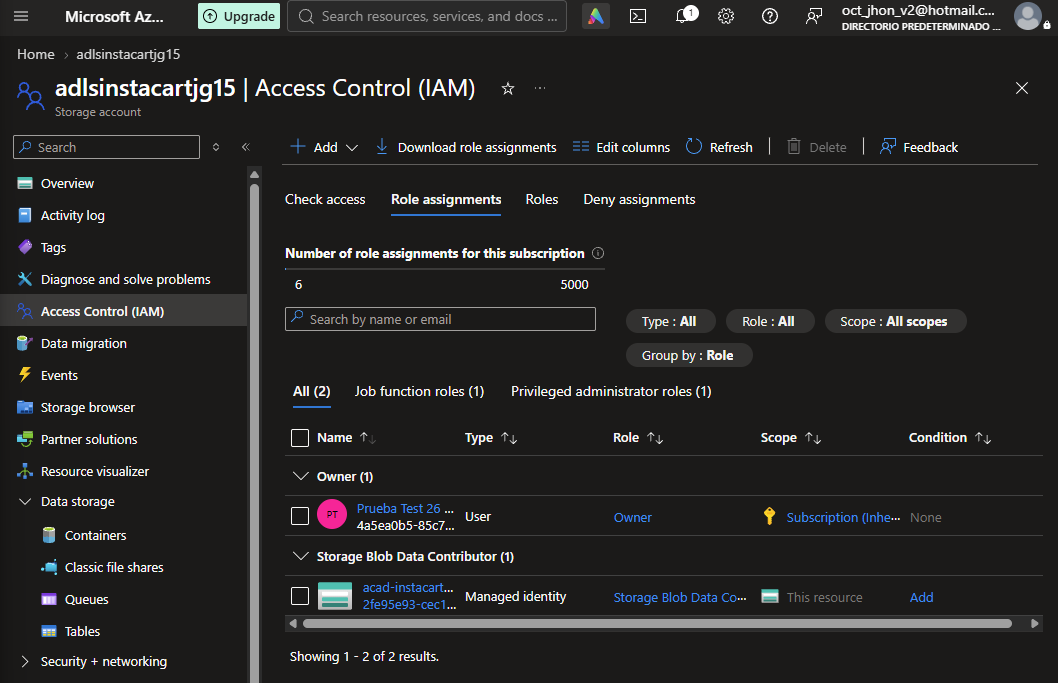 Microsoft Az...
Upgrade
Search resources, services, and docs ...
1
oct_jhon_v2@hotmail.c...
DIRECTORIO PREDETERMINADO ...
Home > adlsinstacartjg15
adlsinstacartjg15 | Access Control (IAM)
Storage account
Search
Add
Download role assignments
Edit columns
Refresh
Delete
Feedback
Overview
Activity log
Tags
Diagnose and solve problems
Access Control (IAM)
Data migration
Events
Storage browser
Partner solutions
Resource visualizer
Data storage
Containers
Classic file shares
Queues
Tables
Security + networking
Check access
Role assignments
Roles
Deny assignments
Number of role assignments for this subscription
6
5000
Search by name or email
Type : All
Role : All
Scope : All scopes
Group by : Role
All (2)
Job function roles (1)
Privileged administrator roles (1)
Name
Type
Role
Scope
Condition
Owner (1)
PT
Prueba Test 26 ...
4a5ea0b5-85c7...
User
Owner
Subscription (Inhe...
None
Storage Blob Data Contributor (1)
acad-instacart...
2fe95e93-cec1...
Managed identity
Storage Blob Data Co...
This resource
Add
Showing 1 - 2 of 2 results.